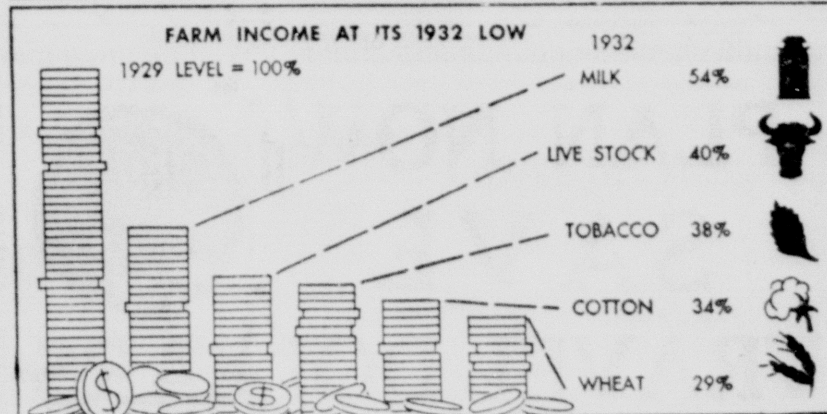 FARM INCOME AT ITS 1932 LOW
1929 LEVEL = 100%
1932
MILK 54%
LIVE STOCK 40%
TOBACCO 38%
COTTON 34%
WHEAT 29%
$
$